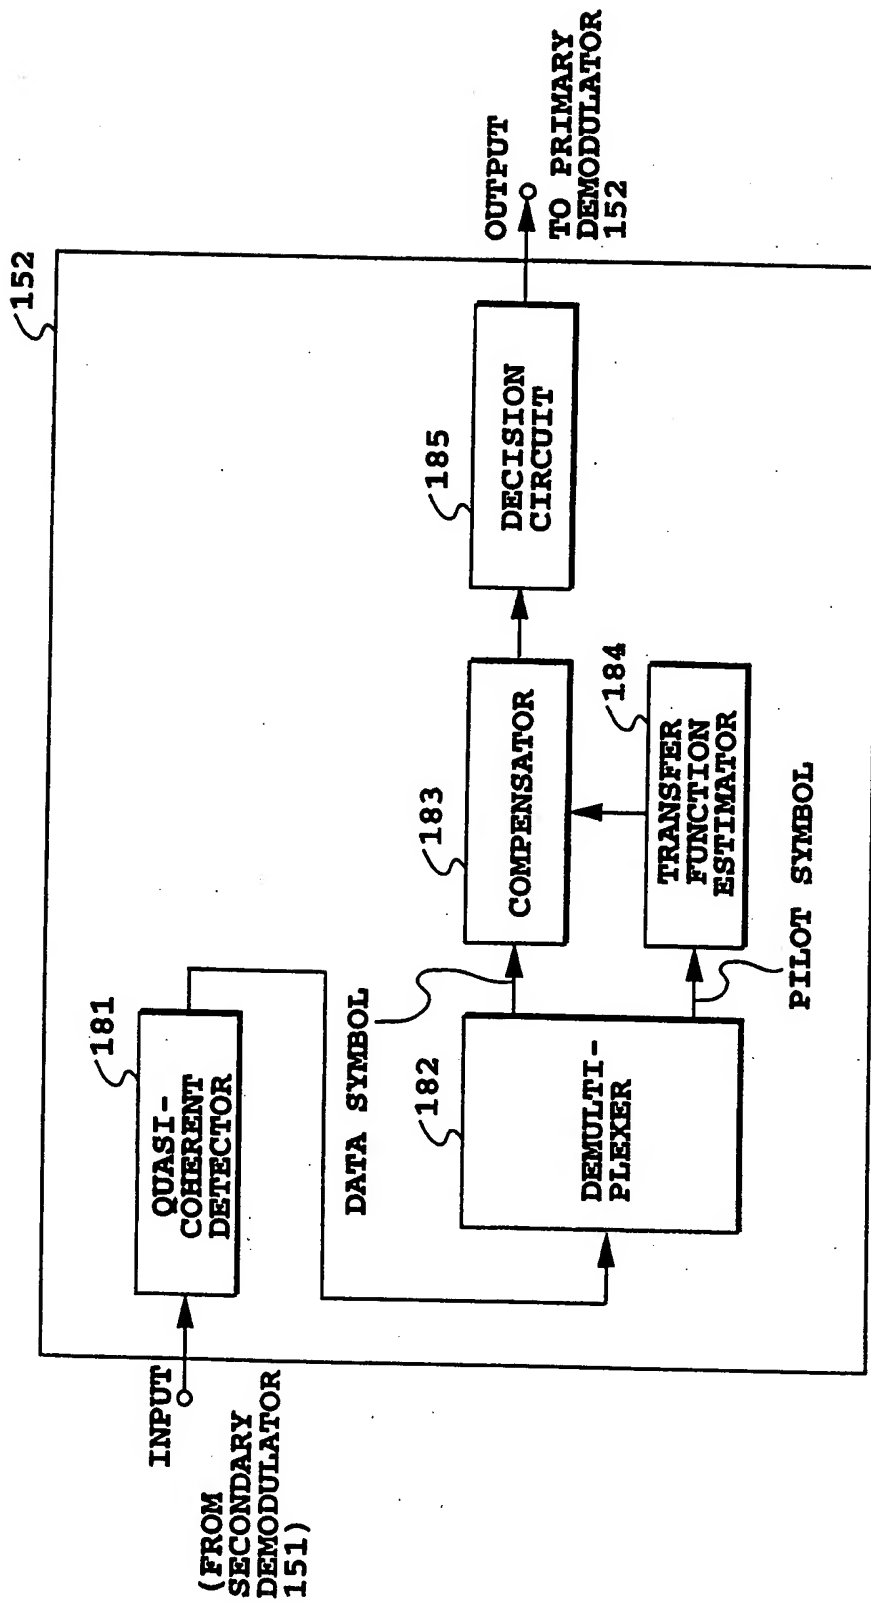 152
INPUT
(FROM
SECONDARY
DEMODULATOR
151)
181
QUASI-
COHERENT
DETECTOR
DATA SYMBOL
182
DEMULTI-
PLEXER
183
COMPENSATOR
184
TRANSFER
FUNCTION
ESTIMATOR
PILOT SYMBOL
185
DECISION
CIRCUIT
OUTPUT
TO PRIMARY
DEMODULATOR
152